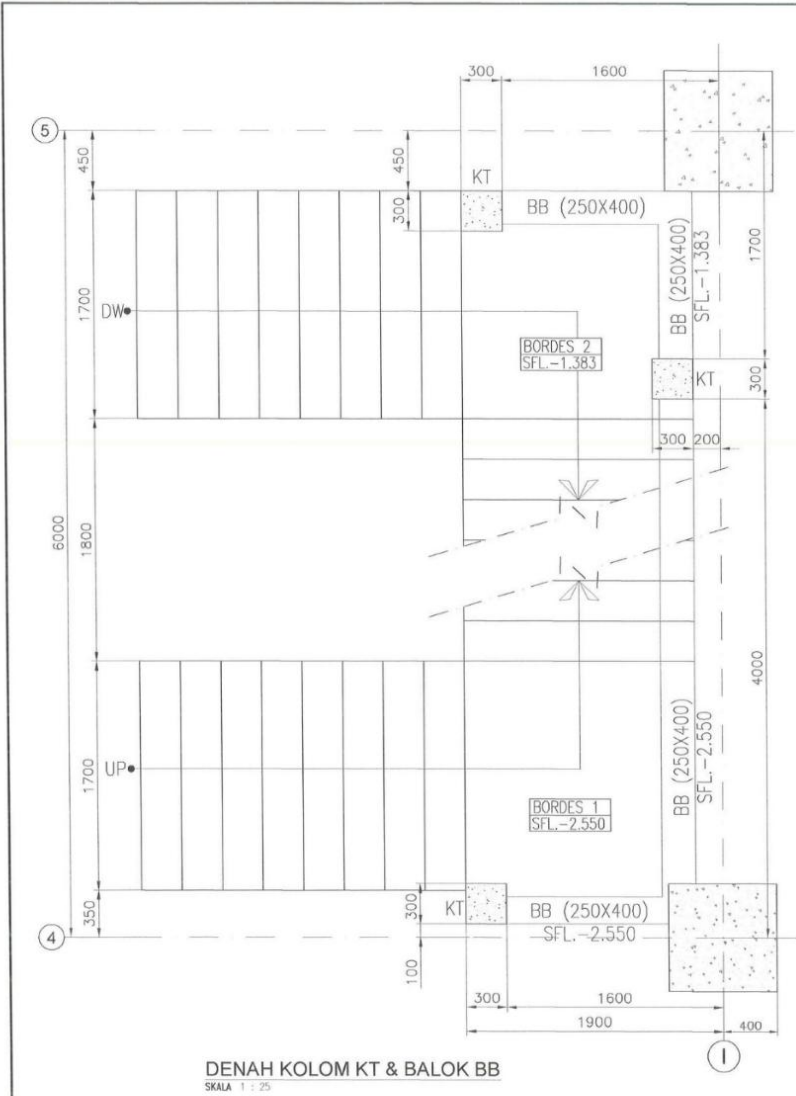 300
1600
5
450
450
KT
300
BB (250X400)
BB (250X400)
SFL.-1.383
1700
1700
DW
BORDES 2
SFL.-1.383
KT
300
300
200
6000
1800
4000
BB (250X400)
SFL.-2.550
1700
UP
BORDES 1
SFL.-2.550
350
300
KT
BB (250X400)
SFL.-2.550
4
100
300
1600
1900
400
I
DENAH KOLOM KT & BALOK BB
SKALA 1 : 25